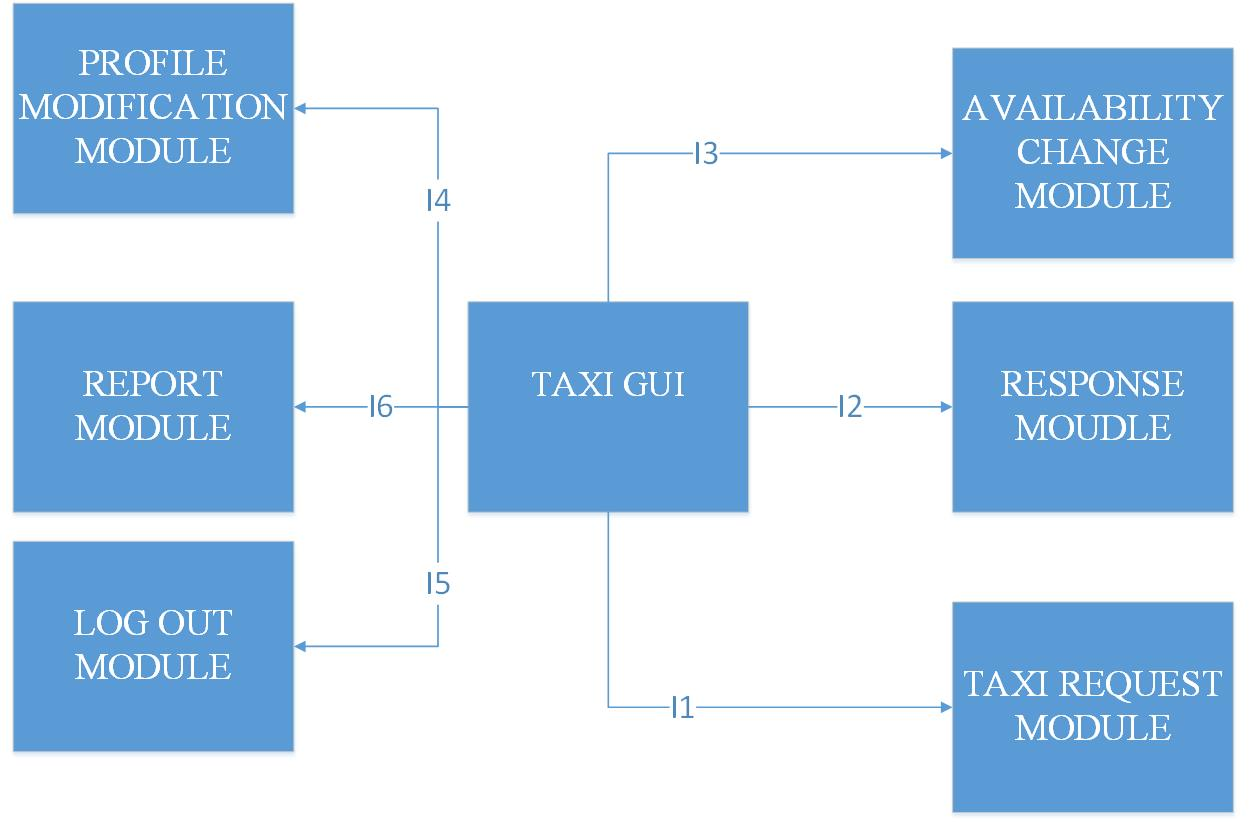 PROFILE
MODIFICATION
MODULE
I4
REPORT
MODULE
I6
LOG OUT
MODULE
I5
TAXI GUI
I3
AVAILABILITY
CHANGE
MODULE
I2
RESPONSE
MOUDLE
I1
TAXI REQUEST
MODULE